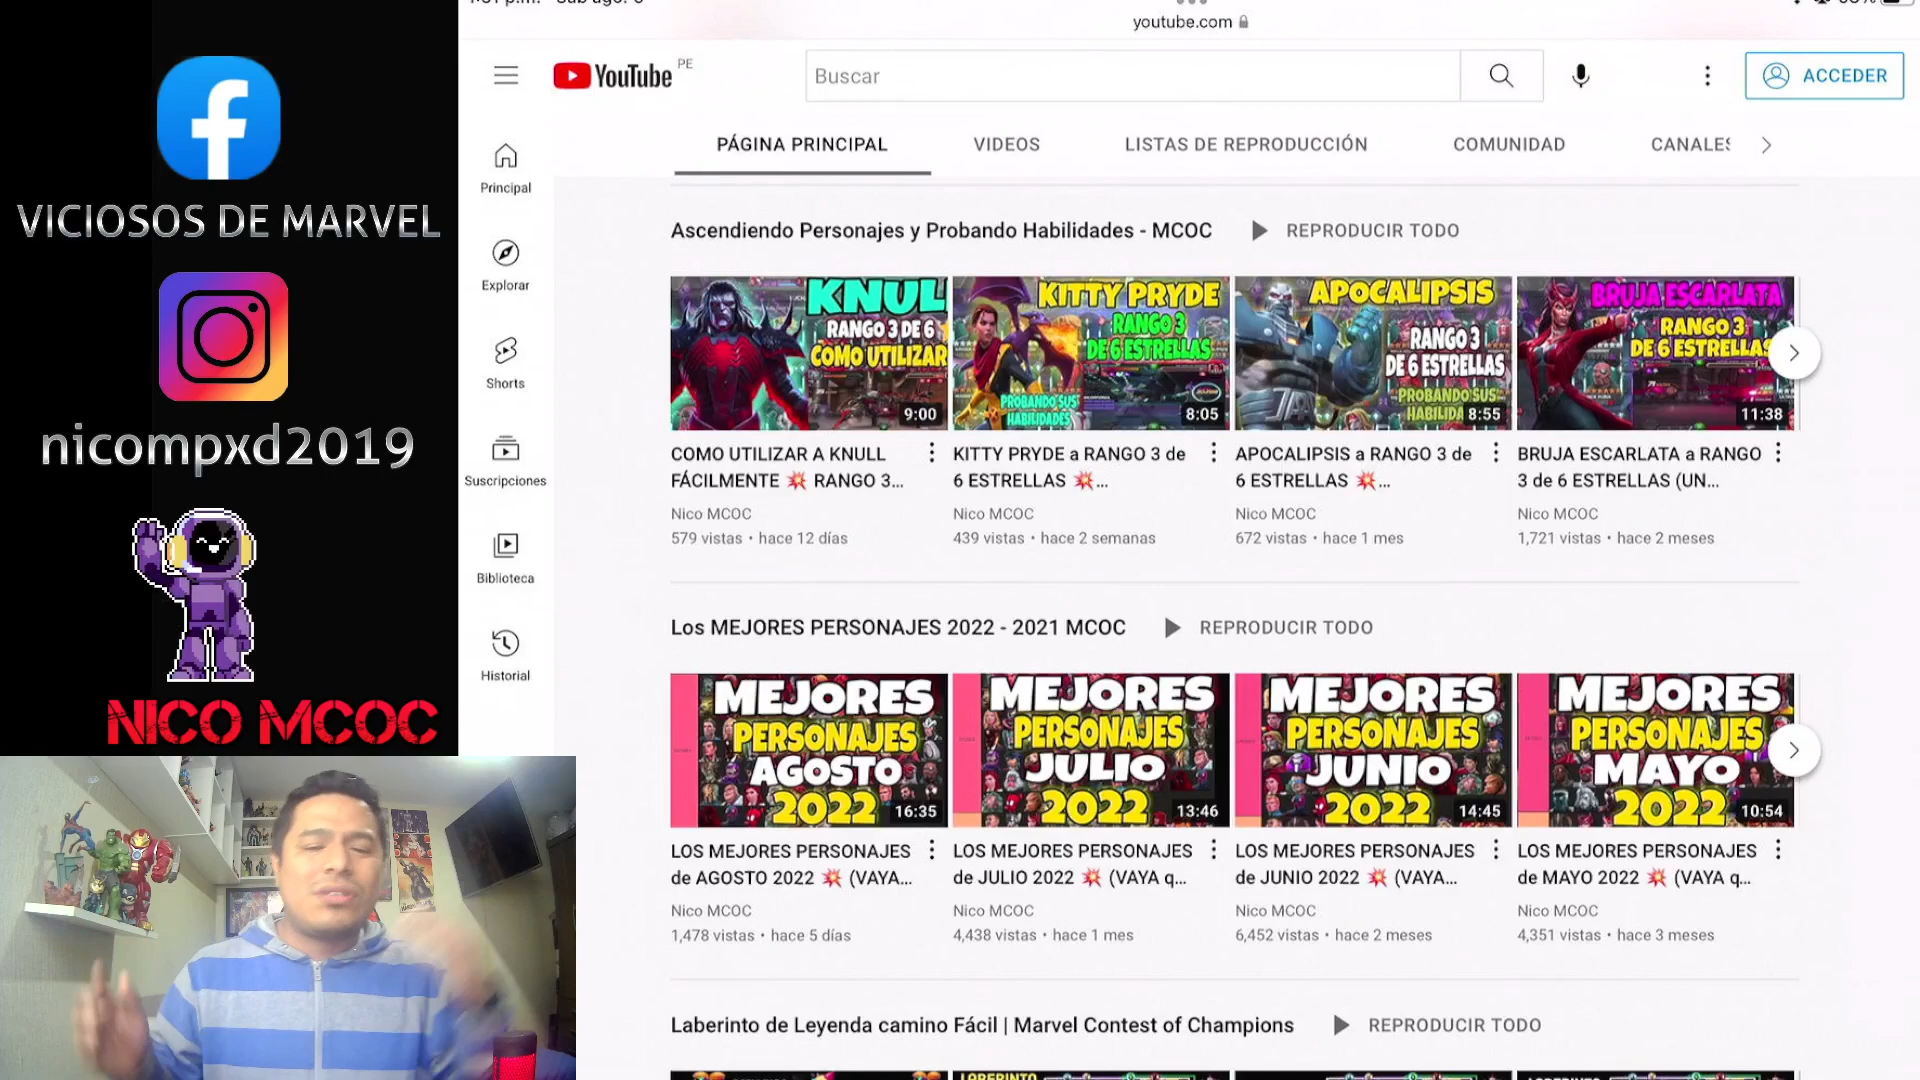 youtube.com
YouTube PE
Buscar
ACCEDER
PÁGINA PRINCIPAL
VIDEOS
LISTAS DE REPRODUCCIÓN
COMUNIDAD
CANALES
Principal
Explorar
Shorts
Suscripciones
Biblioteca
Historial
VICIOSOS DE MARVEL
nicompxd2019
NICO MCOC
Ascendiendo Personajes y Probando Habilidades - MCOC
REPRODUCIR TODO
KNULL
RANGO 3 DE 6
COMO UTILIZAR
9:00
KITTY PRYDE
RANGO 3
DE 6 ESTRELLAS
PROBANDO SUS
HABILIDADES
8:05
APOCALIPSIS
RANGO 3
DE 6 ESTRELLAS
PROBANDO SUS
HABILIDA
8:55
BRUJA ESCARLATA
RANGO 3
DE 6 ESTRELLAS
11:38
COMO UTILIZAR A KNULL
FÁCILMENTE 💥 RANGO 3...
Nico MCOC
579 vistas • hace 12 días
KITTY PRYDE a RANGO 3 de
6 ESTRELLAS 💥...
Nico MCOC
439 vistas • hace 2 semanas
APOCALIPSIS a RANGO 3 de
6 ESTRELLAS 💥...
Nico MCOC
672 vistas • hace 1 mes
BRUJA ESCARLATA a RANGO
3 de 6 ESTRELLAS (UN...
Nico MCOC
1,721 vistas • hace 2 meses
Los MEJORES PERSONAJES 2022 - 2021 MCOC
REPRODUCIR TODO
MEJORES
PERSONAJES
AGOSTO
2022
16:35
MEJORES
PERSONAJES
JULIO
2022
13:46
MEJORES
PERSONAJES
JUNIO
2022
14:45
MEJORES
PERSONAJES
MAYO
2022
10:54
LOS MEJORES PERSONAJES
de AGOSTO 2022 💥 (VAYA...
Nico MCOC
1,478 vistas • hace 5 días
LOS MEJORES PERSONAJES
de JULIO 2022 💥 (VAYA q...
Nico MCOC
4,438 vistas • hace 1 mes
LOS MEJORES PERSONAJES
de JUNIO 2022 💥 (VAYA...
Nico MCOC
6,452 vistas • hace 2 meses
LOS MEJORES PERSONAJES
de MAYO 2022 💥 (VAYA q...
Nico MCOC
4,351 vistas • hace 3 meses
Laberinto de Leyenda camino Fácil | Marvel Contest of Champions
REPRODUCIR TODO